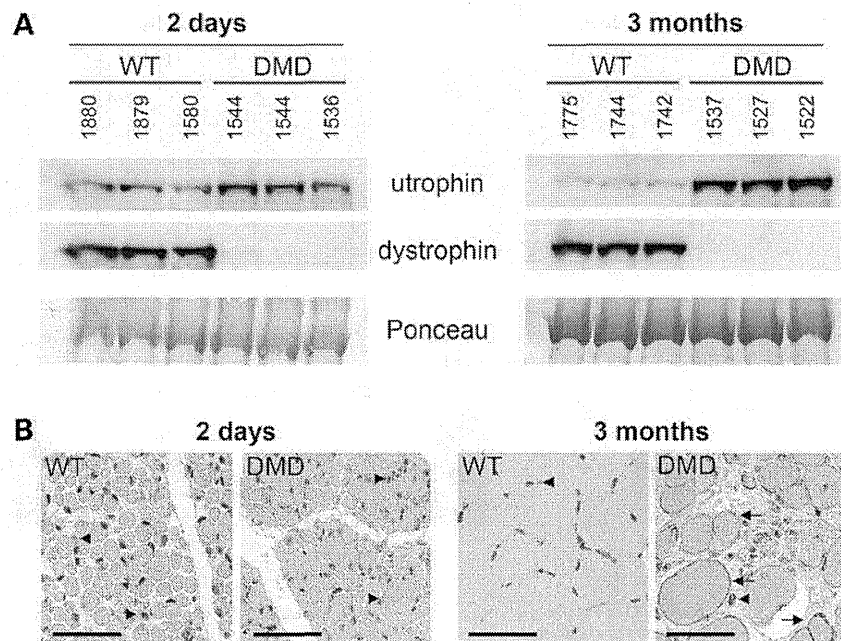 A
2 days
3 months
WT DMD
WT DMD
1880 1879 1580 1544 1544 1536
1775 1744 1742 1537 1527 1522
utrophin
dystrophin
Ponceau
B
2 days
3 months
WT DMD WT DMD